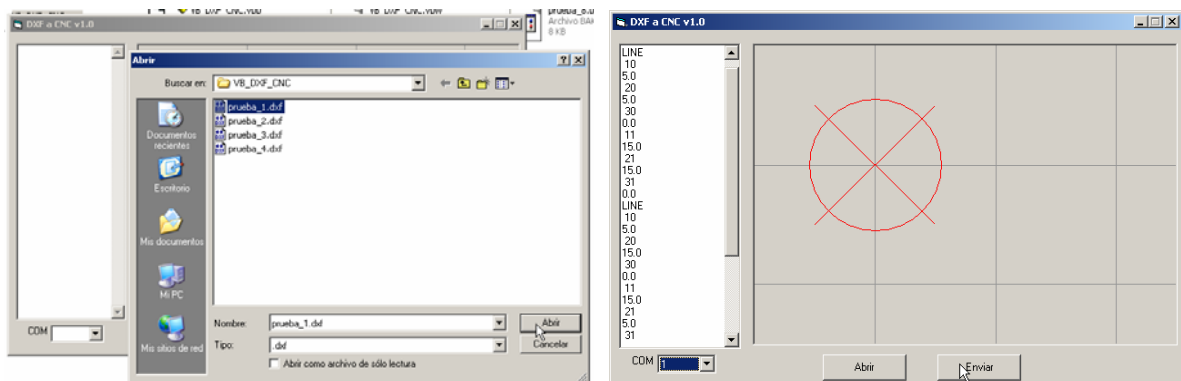 VB_DXF_CNC.vbw
prueba_8.b
Archivo BAK
8 KB
DXF a CNC v1.0
Abrir
Buscar en:
VB_DXF_CNC
prueba_1.dxf
prueba_2.dxf
prueba_3.dxf
prueba_4.dxf
Documentos
recientes
Escritorio
Mis documentos
Mi PC
Mis sitios de red
Nombre:
prueba_1.dxf
Abrir
Tipo:
.dxf
Cancelar
Abrir como archivo de sólo lectura
COM
DXF a CNC v1.0
LINE
10
5.0
20
5.0
30
0.0
11
15.0
21
15.0
31
0.0
LINE
10
5.0
20
15.0
30
0.0
11
15.0
21
5.0
31
COM
1
Abrir
Enviar